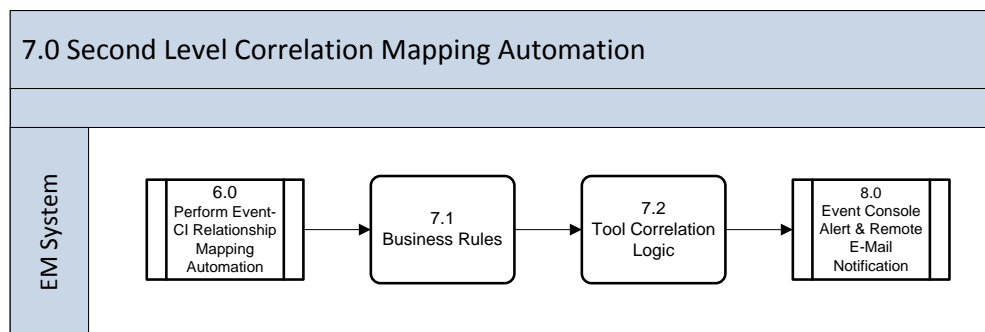 7.0 Second Level Correlation Mapping Automation
EM System
6.0
Perform Event-
CI Relationship
Mapping
Automation
7.1
Business Rules
7.2
Tool Correlation
Logic
8.0
Event Console
Alert & Remote
E-Mail
Notification